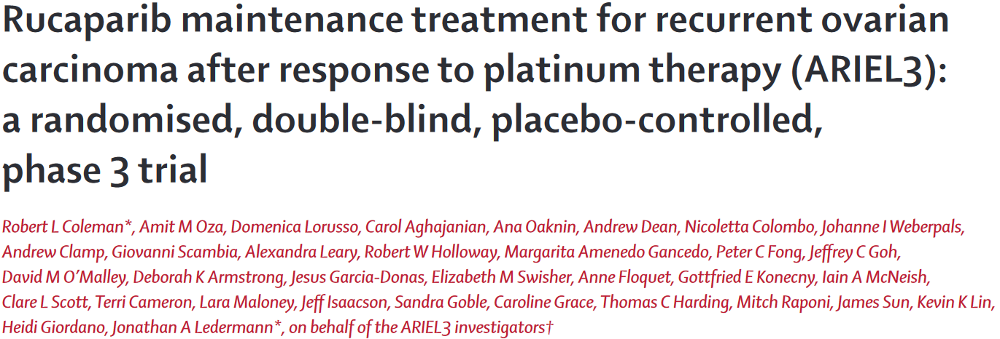 Rucaparib maintenance treatment for recurrent ovarian
carcinoma after response to platinum therapy (ARIEL3):
a randomised, double-blind, placebo-controlled,
phase 3 trial
Robert L Coleman*, Amit M Oza, Domenica Lorusso, Carol Aghajanian, Ana Oaknin, Andrew Dean, Nicoletta Colombo, Johanne I Weberpals,
Andrew Clamp, Giovanni Scambia, Alexandra Leary, Robert W Holloway, Margarita Amenedo Gancedo, Peter C Fong, Jeffrey C Goh,
David M O’Malley, Deborah K Armstrong, Jesus Garcia-Donas, Elizabeth M Swisher, Anne Floquet, Gottfried E Konecny, Iain A McNeish,
Clare L Scott, Terri Cameron, Lara Maloney, Jeff Isaacson, Sandra Goble, Caroline Grace, Thomas C Harding, Mitch Raponi, James Sun, Kevin K Lin,
Heidi Giordano, Jonathan A Ledermann*, on behalf of the ARIEL3 investigators†